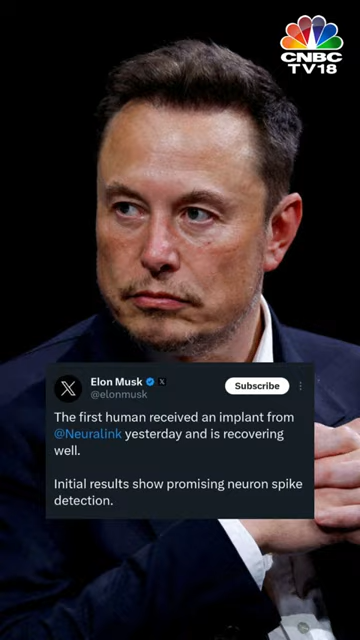 CNBC
TV18
Elon Musk
@elonmusk
Subscribe
The first human received an implant from
@Neuralink yesterday and is recovering
well.
Initial results show promising neuron spike
detection.